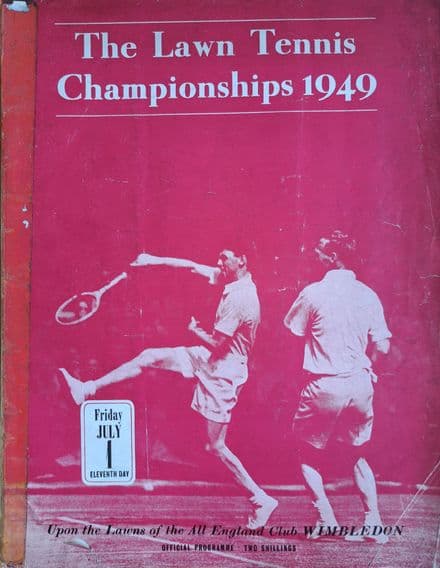 The Lawn Tennis
Championships 1949
Friday
JULY
1
ELEVENTH DAY
Upon the Lawns of the All England Club WIMBLEDON
OFFICIAL PROGRAMME - TWO SHILLINGS